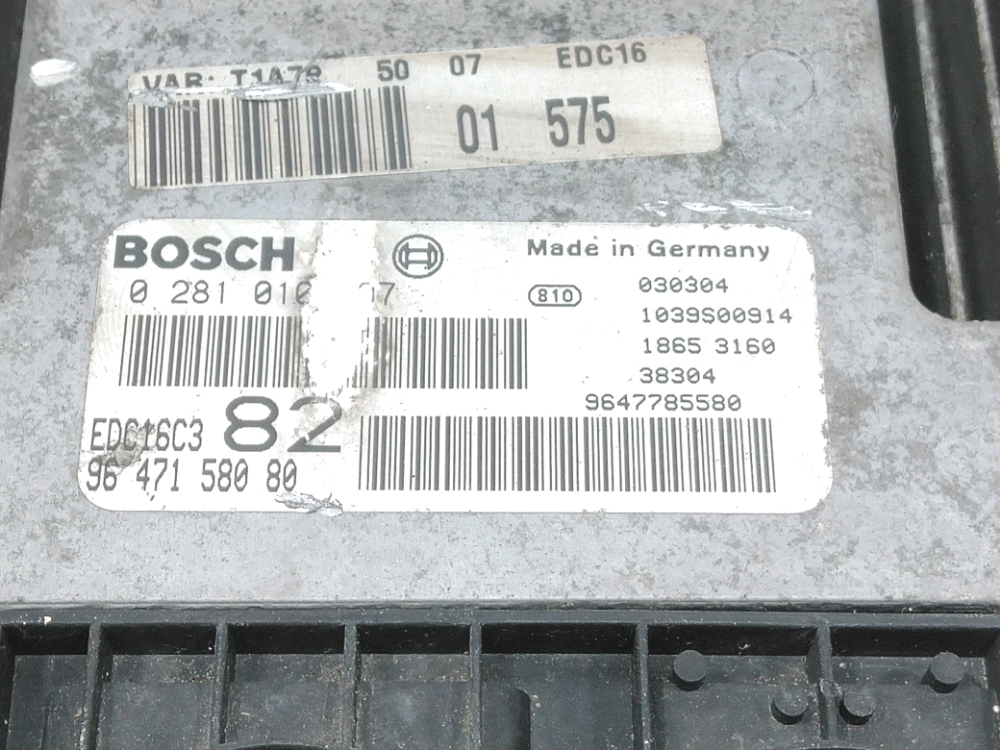 VAR: T1A79 50 07 EDC16
01 575
BOSCH
Made in Germany
0 281 010
810
030304
1039S00914
1865 3160
38304
9647785580
EDC16C3 82
96 471 580 80